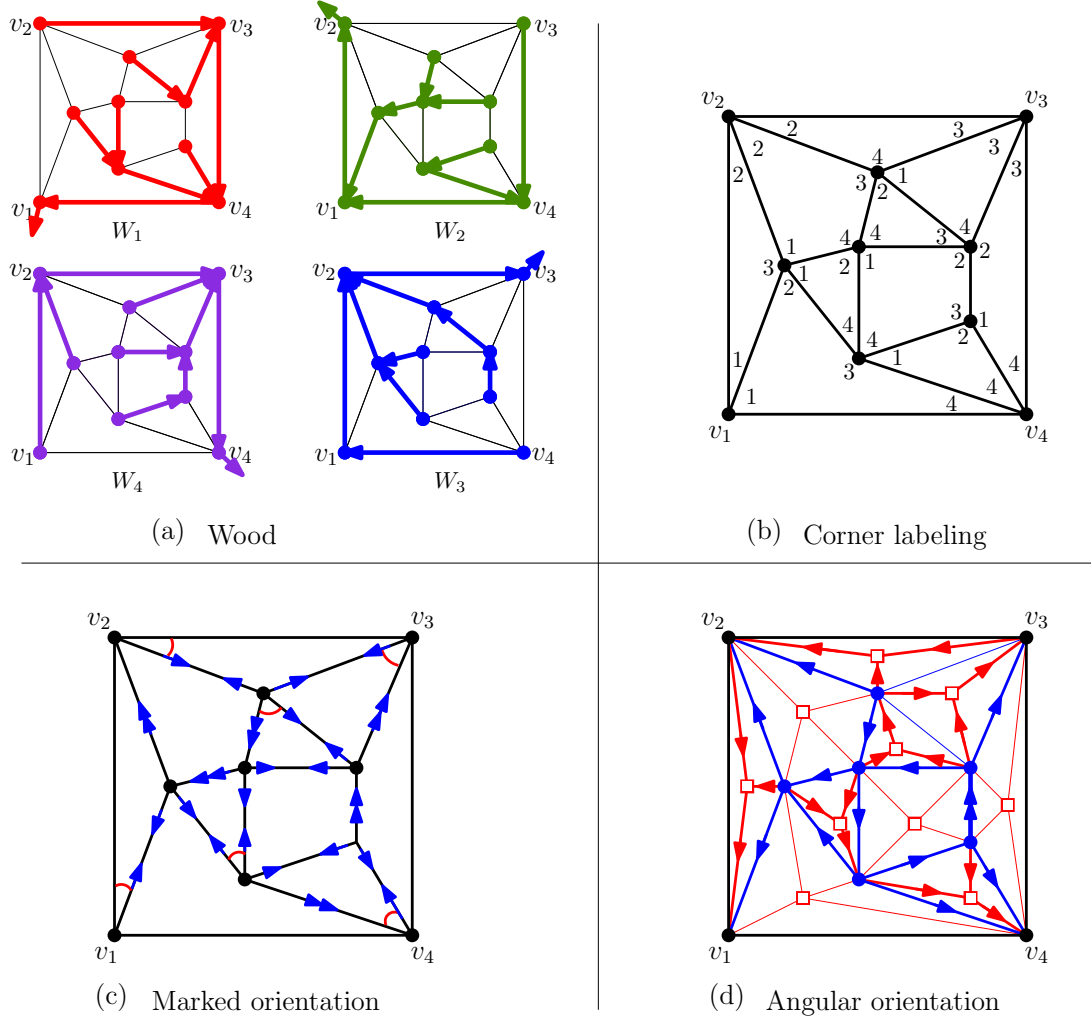 v2 v3 v2 v3
v1 v4 v1 v4
W1 W2
v2 v3 v2 v3
v1 v4 v1 v4
W4 W3
(a) Wood
v2 v3
2 3
2 4 3
2 3 1 3
2
1 4 4 4
3 1 3 2
2 2 1 2
3 1
4 4 2
1 3 1 4
1 4
4
v1 v4
(b) Corner labeling
v2 v3
v1 v4
(c) Marked orientation
v2 v3
v1 v4
(d) Angular orientation